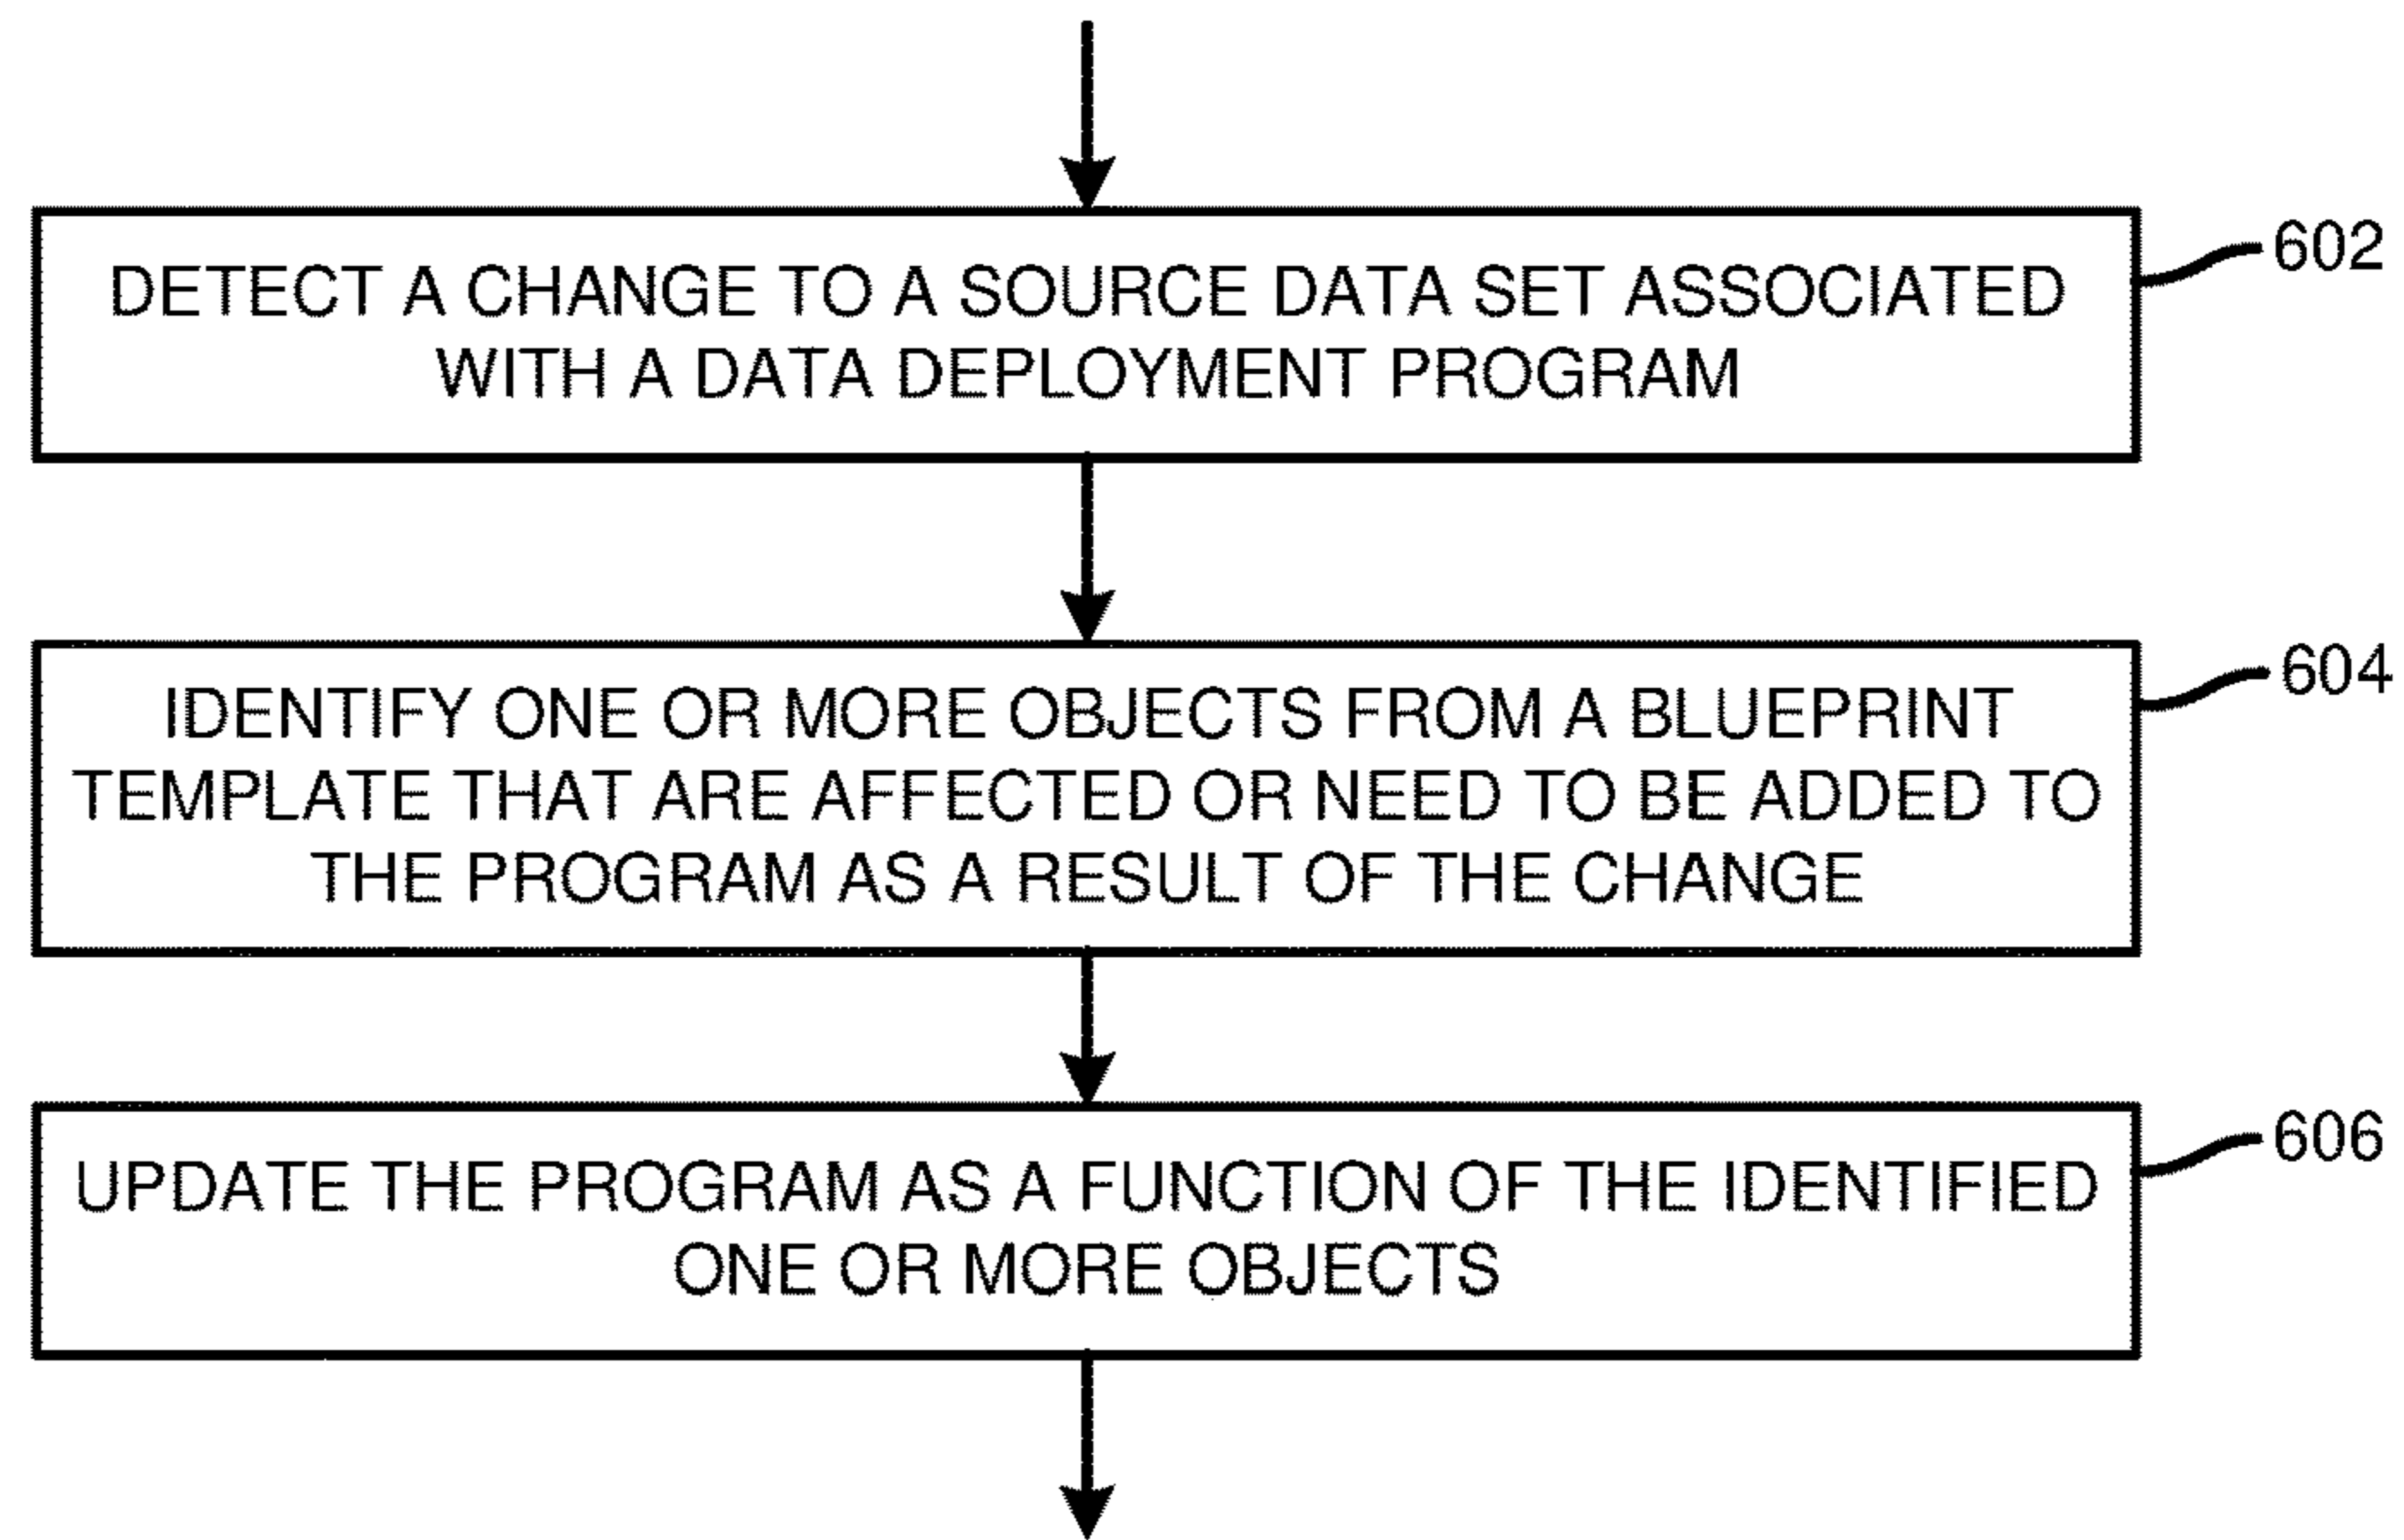 DETECT A CHANGE TO A SOURCE DATA SET ASSOCIATED
WITH A DATA DEPLOYMENT PROGRAM
602
IDENTIFY ONE OR MORE OBJECTS FROM A BLUEPRINT
TEMPLATE THAT ARE AFFECTED OR NEED TO BE ADDED TO
THE PROGRAM AS A RESULT OF THE CHANGE
604
UPDATE THE PROGRAM AS A FUNCTION OF THE IDENTIFIED
ONE OR MORE OBJECTS
606